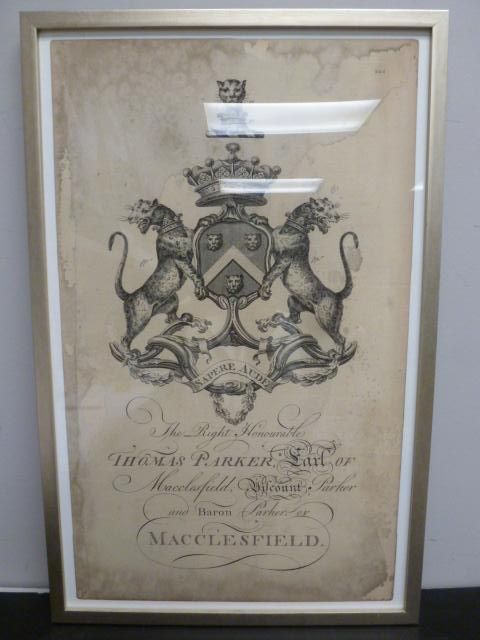 SAPERE AUDE
The Right Honourable
THOMAS PARKER, Earl OF
Macclesfield, Viscount Parker
and Baron Parker, of
MACCLESFIELD.